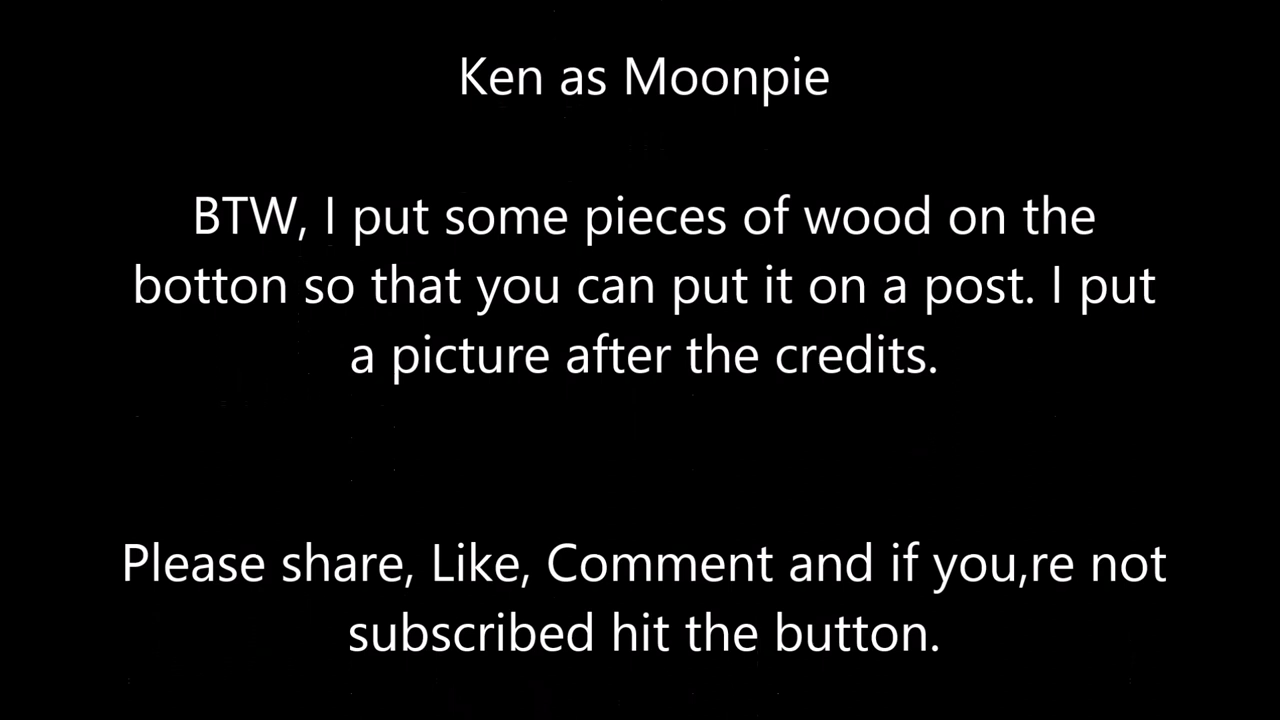 Ken as Moonpie
BTW, I put some pieces of wood on the
botton so that you can put it on a post. I put
a picture after the credits.
Please share, Like, Comment and if you,re not
subscribed hit the button.